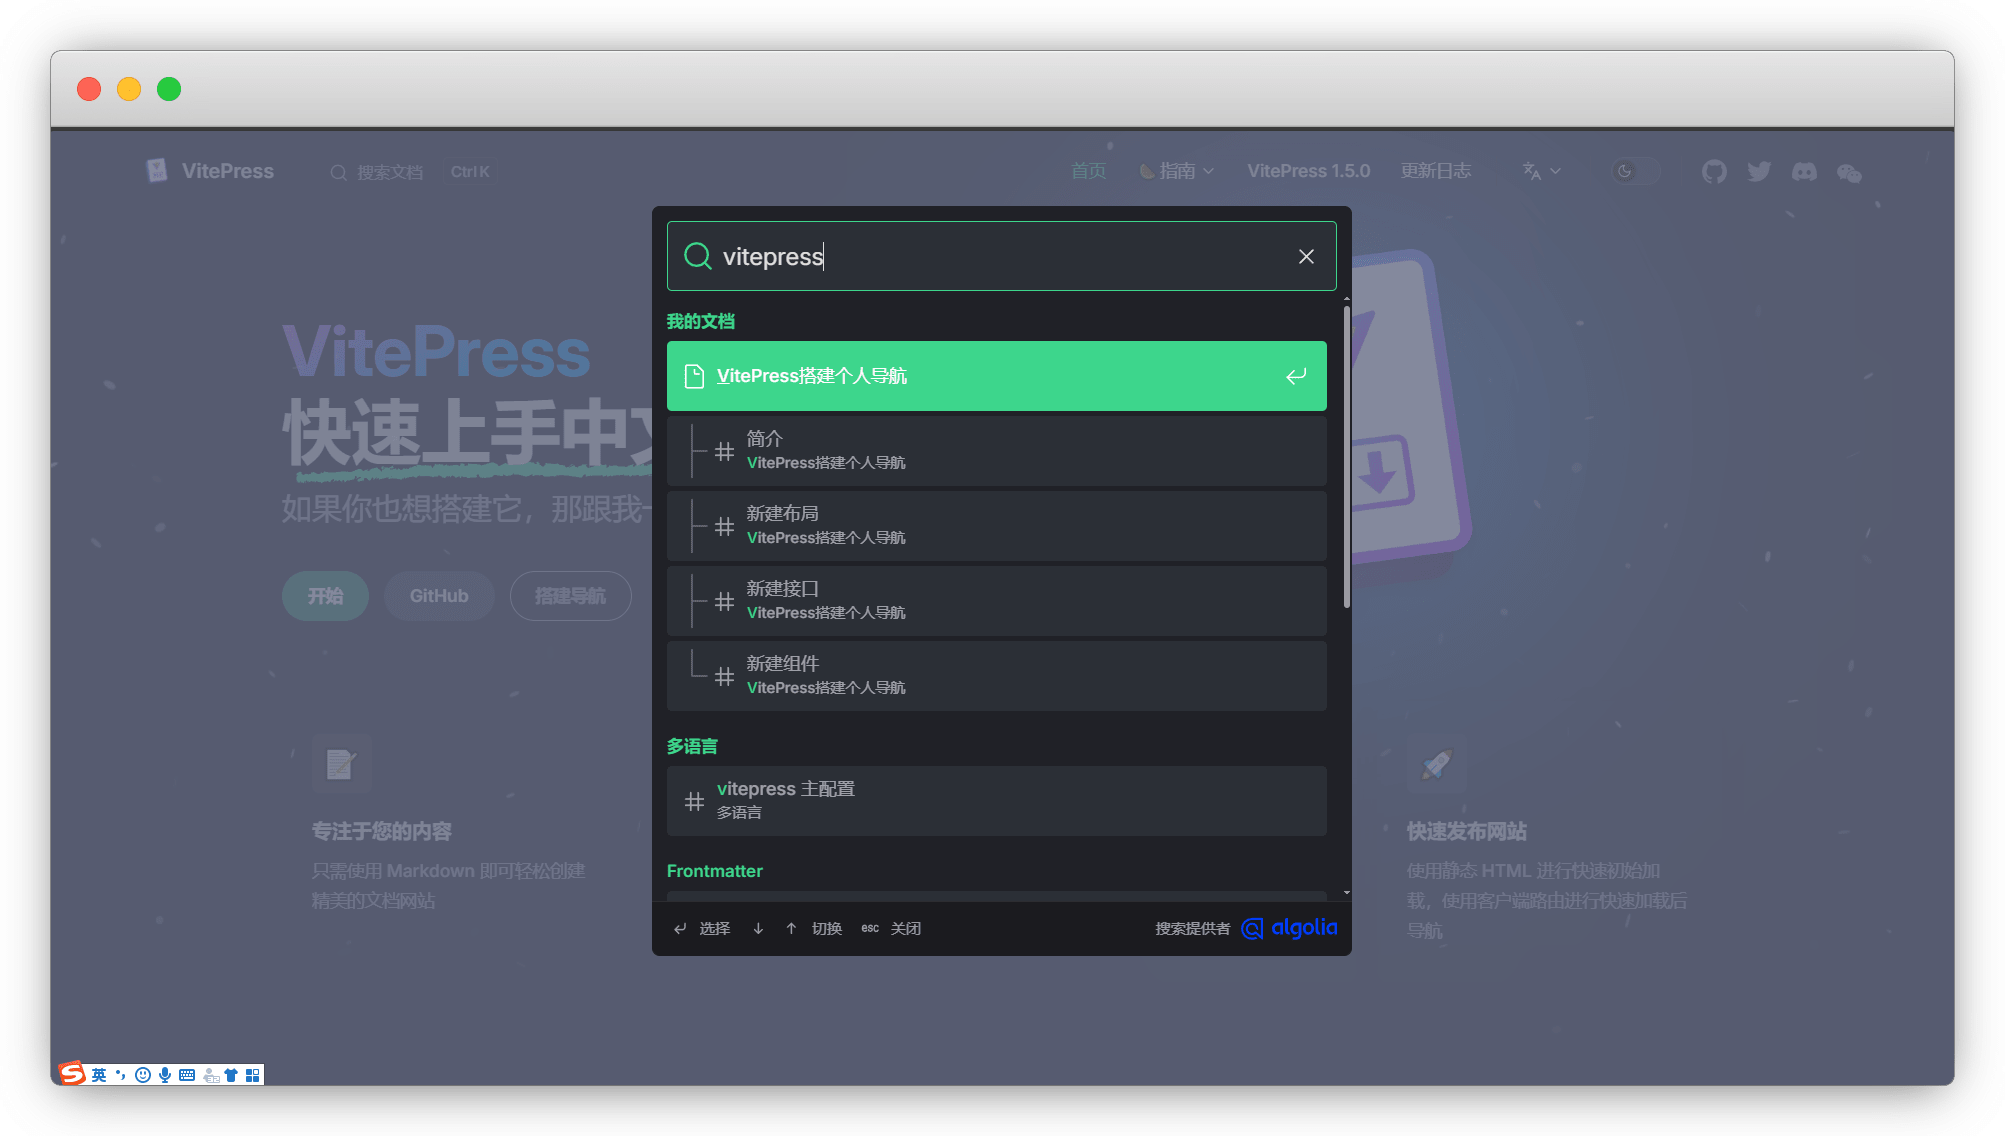 VitePress
搜索文档
Ctrl K
首页
指南
VitePress 1.5.0
更新日志
vitepress
我的文档
VitePress搭建个人导航
简介
VitePress搭建个人导航
新建布局
VitePress搭建个人导航
新建接口
VitePress搭建个人导航
新建组件
VitePress搭建个人导航
多语言
vitepress 主配置
多语言
Frontmatter
选择
切换
esc 关闭
搜索提供者 algolia
VitePress
快速上手中
如果你也想搭建它，那跟我
开始
GitHub
搭建导航
专注于您的内容
只需使用 Markdown 即可轻松创建
精美的文档网站
快速发布网站
使用静态 HTML 进行快速初始加
载，使用客户端路由进行快速加载后
导航
英